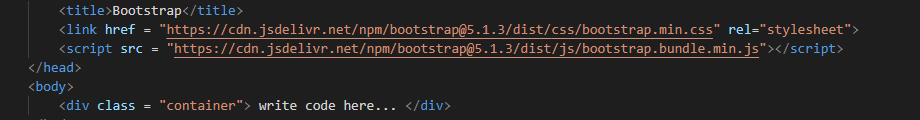 <title>Bootstrap</title>
<link href = "https://cdn.jsdelivr.net/npm/bootstrap@5.1.3/dist/css/bootstrap.min.css" rel="stylesheet">
<script src = "https://cdn.jsdelivr.net/npm/bootstrap@5.1.3/dist/js/bootstrap.bundle.min.js"></script>
</head>
<body>
<div class = "container"> write code here... </div>